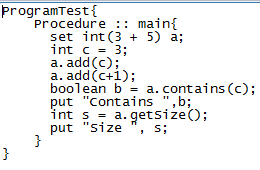 ProgramTest{
Procedure :: main{
set int(3 + 5) a;
int c = 3;
a.add(c);
a.add(c+1);
boolean b = a.contains(c);
put "Contains ",b;
int s = a.getSize();
put "Size ", s;
}
}